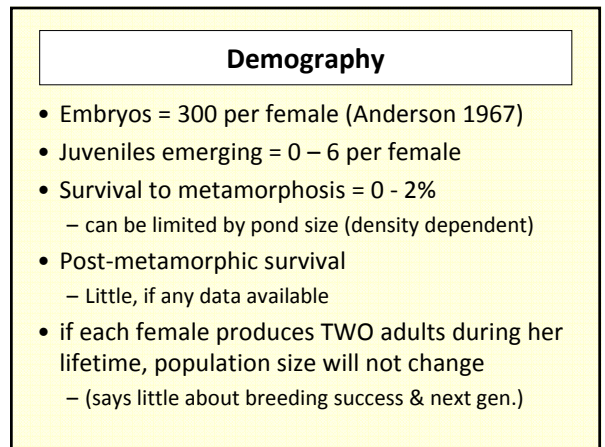 Demography
• Embryos = 300 per female (Anderson 1967)
• Juveniles emerging = 0 – 6 per female
• Survival to metamorphosis = 0 - 2%
– can be limited by pond size (density dependent)
• Post-metamorphic survival
– Little, if any data available
• if each female produces TWO adults during her
lifetime, population size will not change
– (says little about breeding success & next gen.)